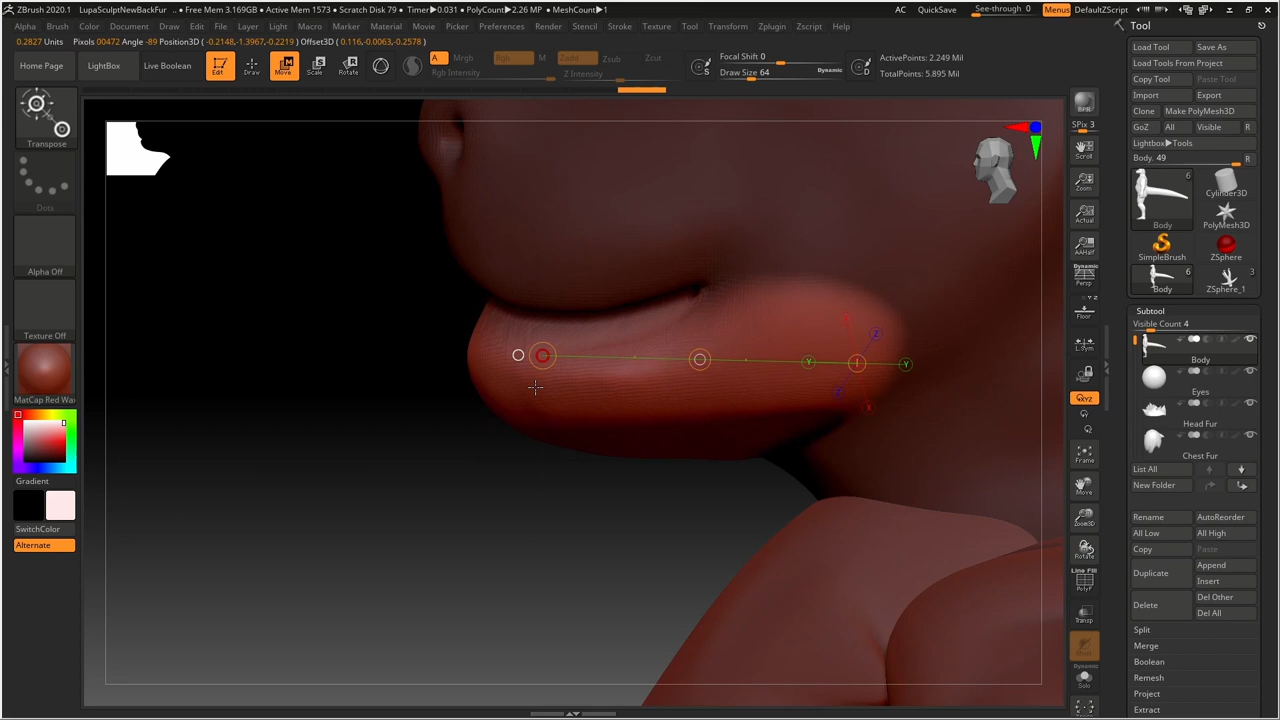 ZBrush 2020.1 LupaSculptNewBackFur .. • Free Mem 3.169GB • Active Mem 1573 • Scratch Disk 79 • Timer▶0.031 • PolyCount▶2.26 MP • MeshCount▶1 AC QuickSave See-through 0 Menus DefaultZScript
Alpha Brush Color Document Draw Edit File Layer Light Macro Marker Material Movie Picker Preferences Render Stencil Stroke Texture Tool Transform Zplugin Zscript Help
0.2827 Units Pixels 00472 Angle -89 Position3D (-0.2148,-1.3967,-0.2219) Offset3D (0.116,-0.0063,-0.2578)
Home Page LightBox Live Boolean Edit Draw Move Scale Rotate
A Mrgb Rgb M Zadd Zsub Zcut
Rgb Intensity Z Intensity
Focal Shift 0
Draw Size 64 Dynamic
S
D
ActivePoints: 2.249 Mil
TotalPoints: 5.895 Mil
Transpose
Dots
Alpha Off
Texture Off
MatCap Red Wax
Gradient
SwitchColor
Alternate
Y
Y
Z
X
BPR
SPix 3
Scroll
Zoom
Actual
AAHalf
Dynamic
Persp
Floor
L.Sym
XYZ
Frame
Move
Zoom3D
Rotate
Line Fill
PolyF
Transp
Dynamic
Solo
Tool
Load Tool Save As
Load Tools From Project
Copy Tool Paste Tool
Import Export
Clone Make PolyMesh3D
GoZ All Visible R
Lightbox▶Tools
Body. 49 R
6
Body
Cylinder3D
PolyMesh3D
SimpleBrush ZSphere
6 3
Body ZSphere_1
Subtool
Visible Count 4
Body
Eyes
Head Fur
Chest Fur
List All
New Folder
Rename AutoReorder
All Low All High
Copy Paste
Duplicate Append
Insert
Delete Del Other
Del All
Split
Merge
Boolean
Remesh
Project
Extract